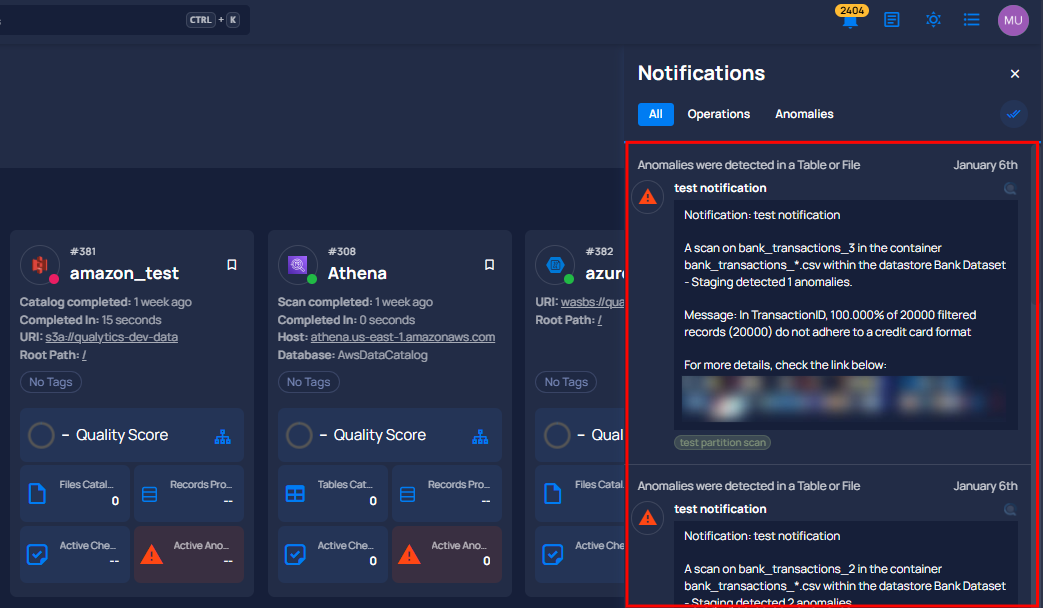 CTRL + K
2404
MU
Notifications
All
Operations
Anomalies
Anomalies were detected in a Table or File
January 6th
test notification
Notification: test notification
A scan on bank_transactions_3 in the container
bank_transactions_*.csv within the datastore Bank Dataset
- Staging detected 1 anomalies.
Message: In TransactionID, 100.000% of 20000 filtered
records (20000) do not adhere to a credit card format
For more details, check the link below:
test partition scan
Anomalies were detected in a Table or File
January 6th
test notification
Notification: test notification
A scan on bank_transactions_2 in the container
bank_transactions_*.csv within the datastore Bank Dataset
- Staging detected 2 anomalies
#381
amazon_test
Catalog completed: 1 week ago
Completed In: 15 seconds
URI: s3a://qualytics-dev-data
Root Path: /
No Tags
– Quality Score
Files Catal...
0
Records Pro...
--
Active Che...
--
Active Ano...
--
#308
Athena
Scan completed: 1 week ago
Completed In: 0 seconds
Host: athena.us-east-1.amazonaws.com
Database: AwsDataCatalog
No Tags
– Quality Score
Tables Cat...
0
Records Pro...
--
Active Che...
0
Active Ano...
0
#382
azur
URI: wasbs://qua
Root Path: /
No Tags
– Qual
Files Catal
Active Che